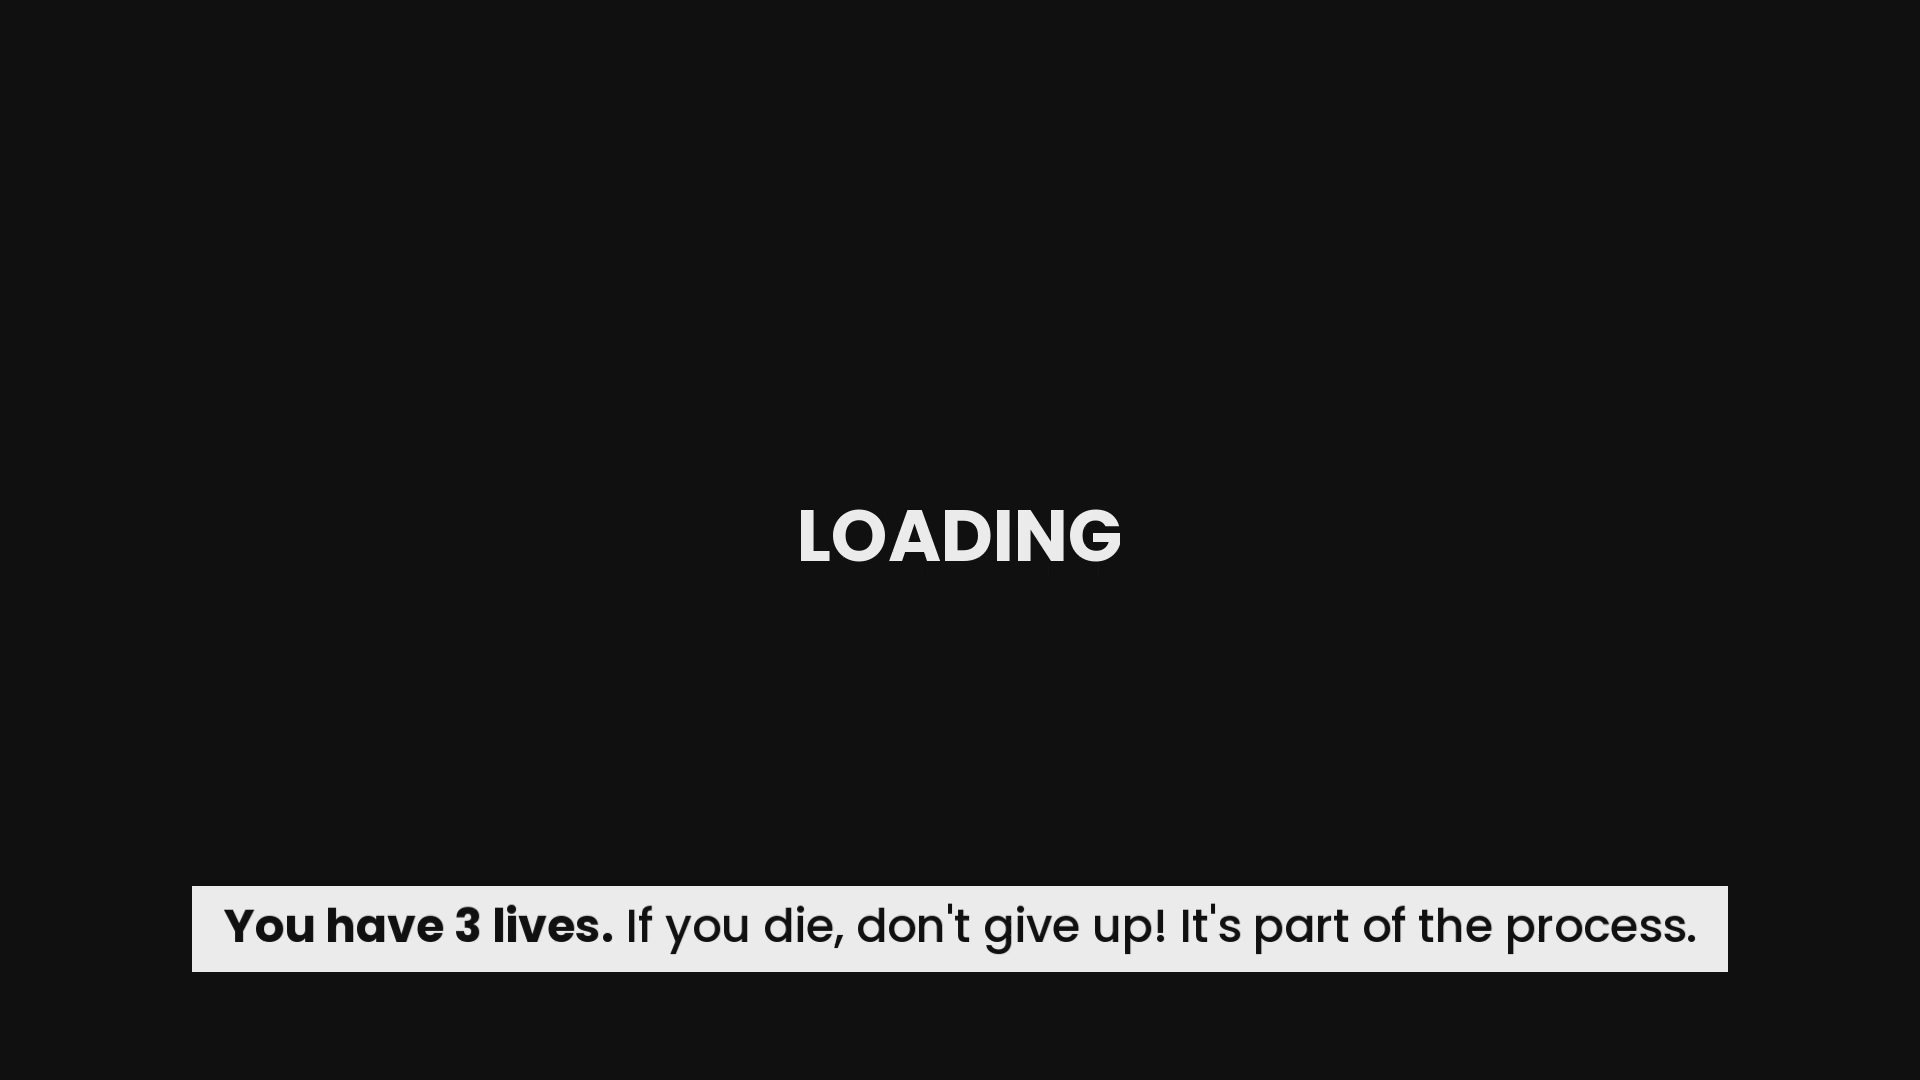 LOADING
You have 3 lives. If you die, don't give up! It's part of the process.